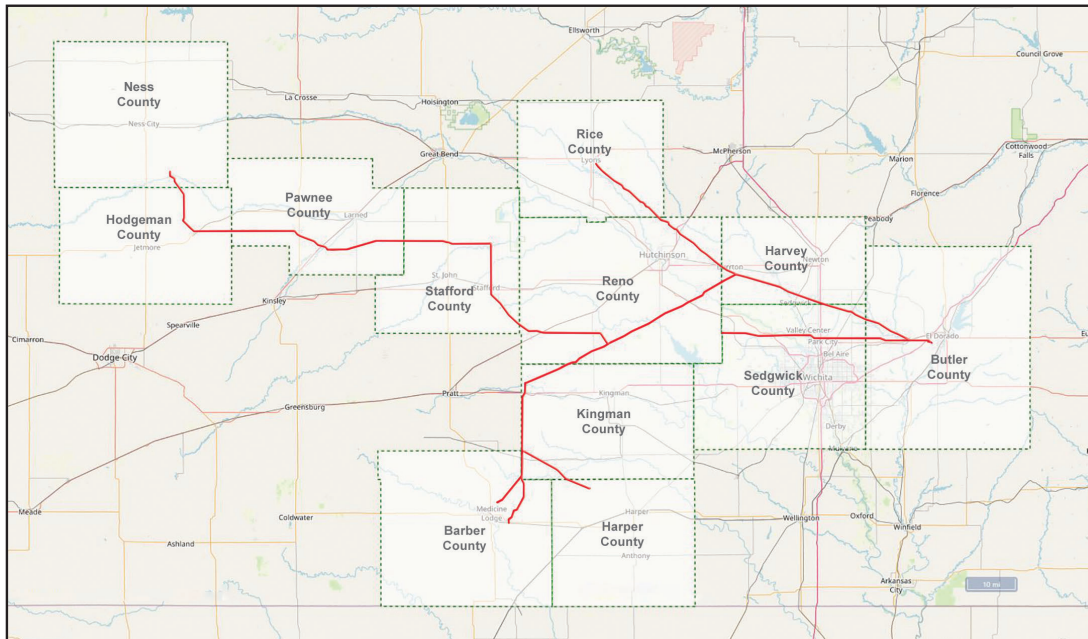 Ellsworth
Council Grove
Ness
County
La Crosse
Hoisington
Ness City
Rice
County
Lyons
Great Bend
McPherson
Marion
Cottonwood
Falls
Florence
Pawnee
County
Larned
Peabody
Hodgeman
County
Jetmore
Hutchinson
Harvey
County
Newton
St. John
Stafford
Stafford
County
Reno
County
Kinsley
Sedgwick
Spearville
Valley Center
Park City
El Dorado
Cimarron
Dodge City
Bel Aire
Butler
County
Sedgwick
County
Wichita
Pratt
Kingman
Greensburg
Kingman
County
Derby
Mulvane
Meade
Coldwater
Medicine
Lodge
Harper
Wellington
Oxford
Winfield
Barber
County
Harper
County
Ashland
Anthony
Arkansas
City
10 mi